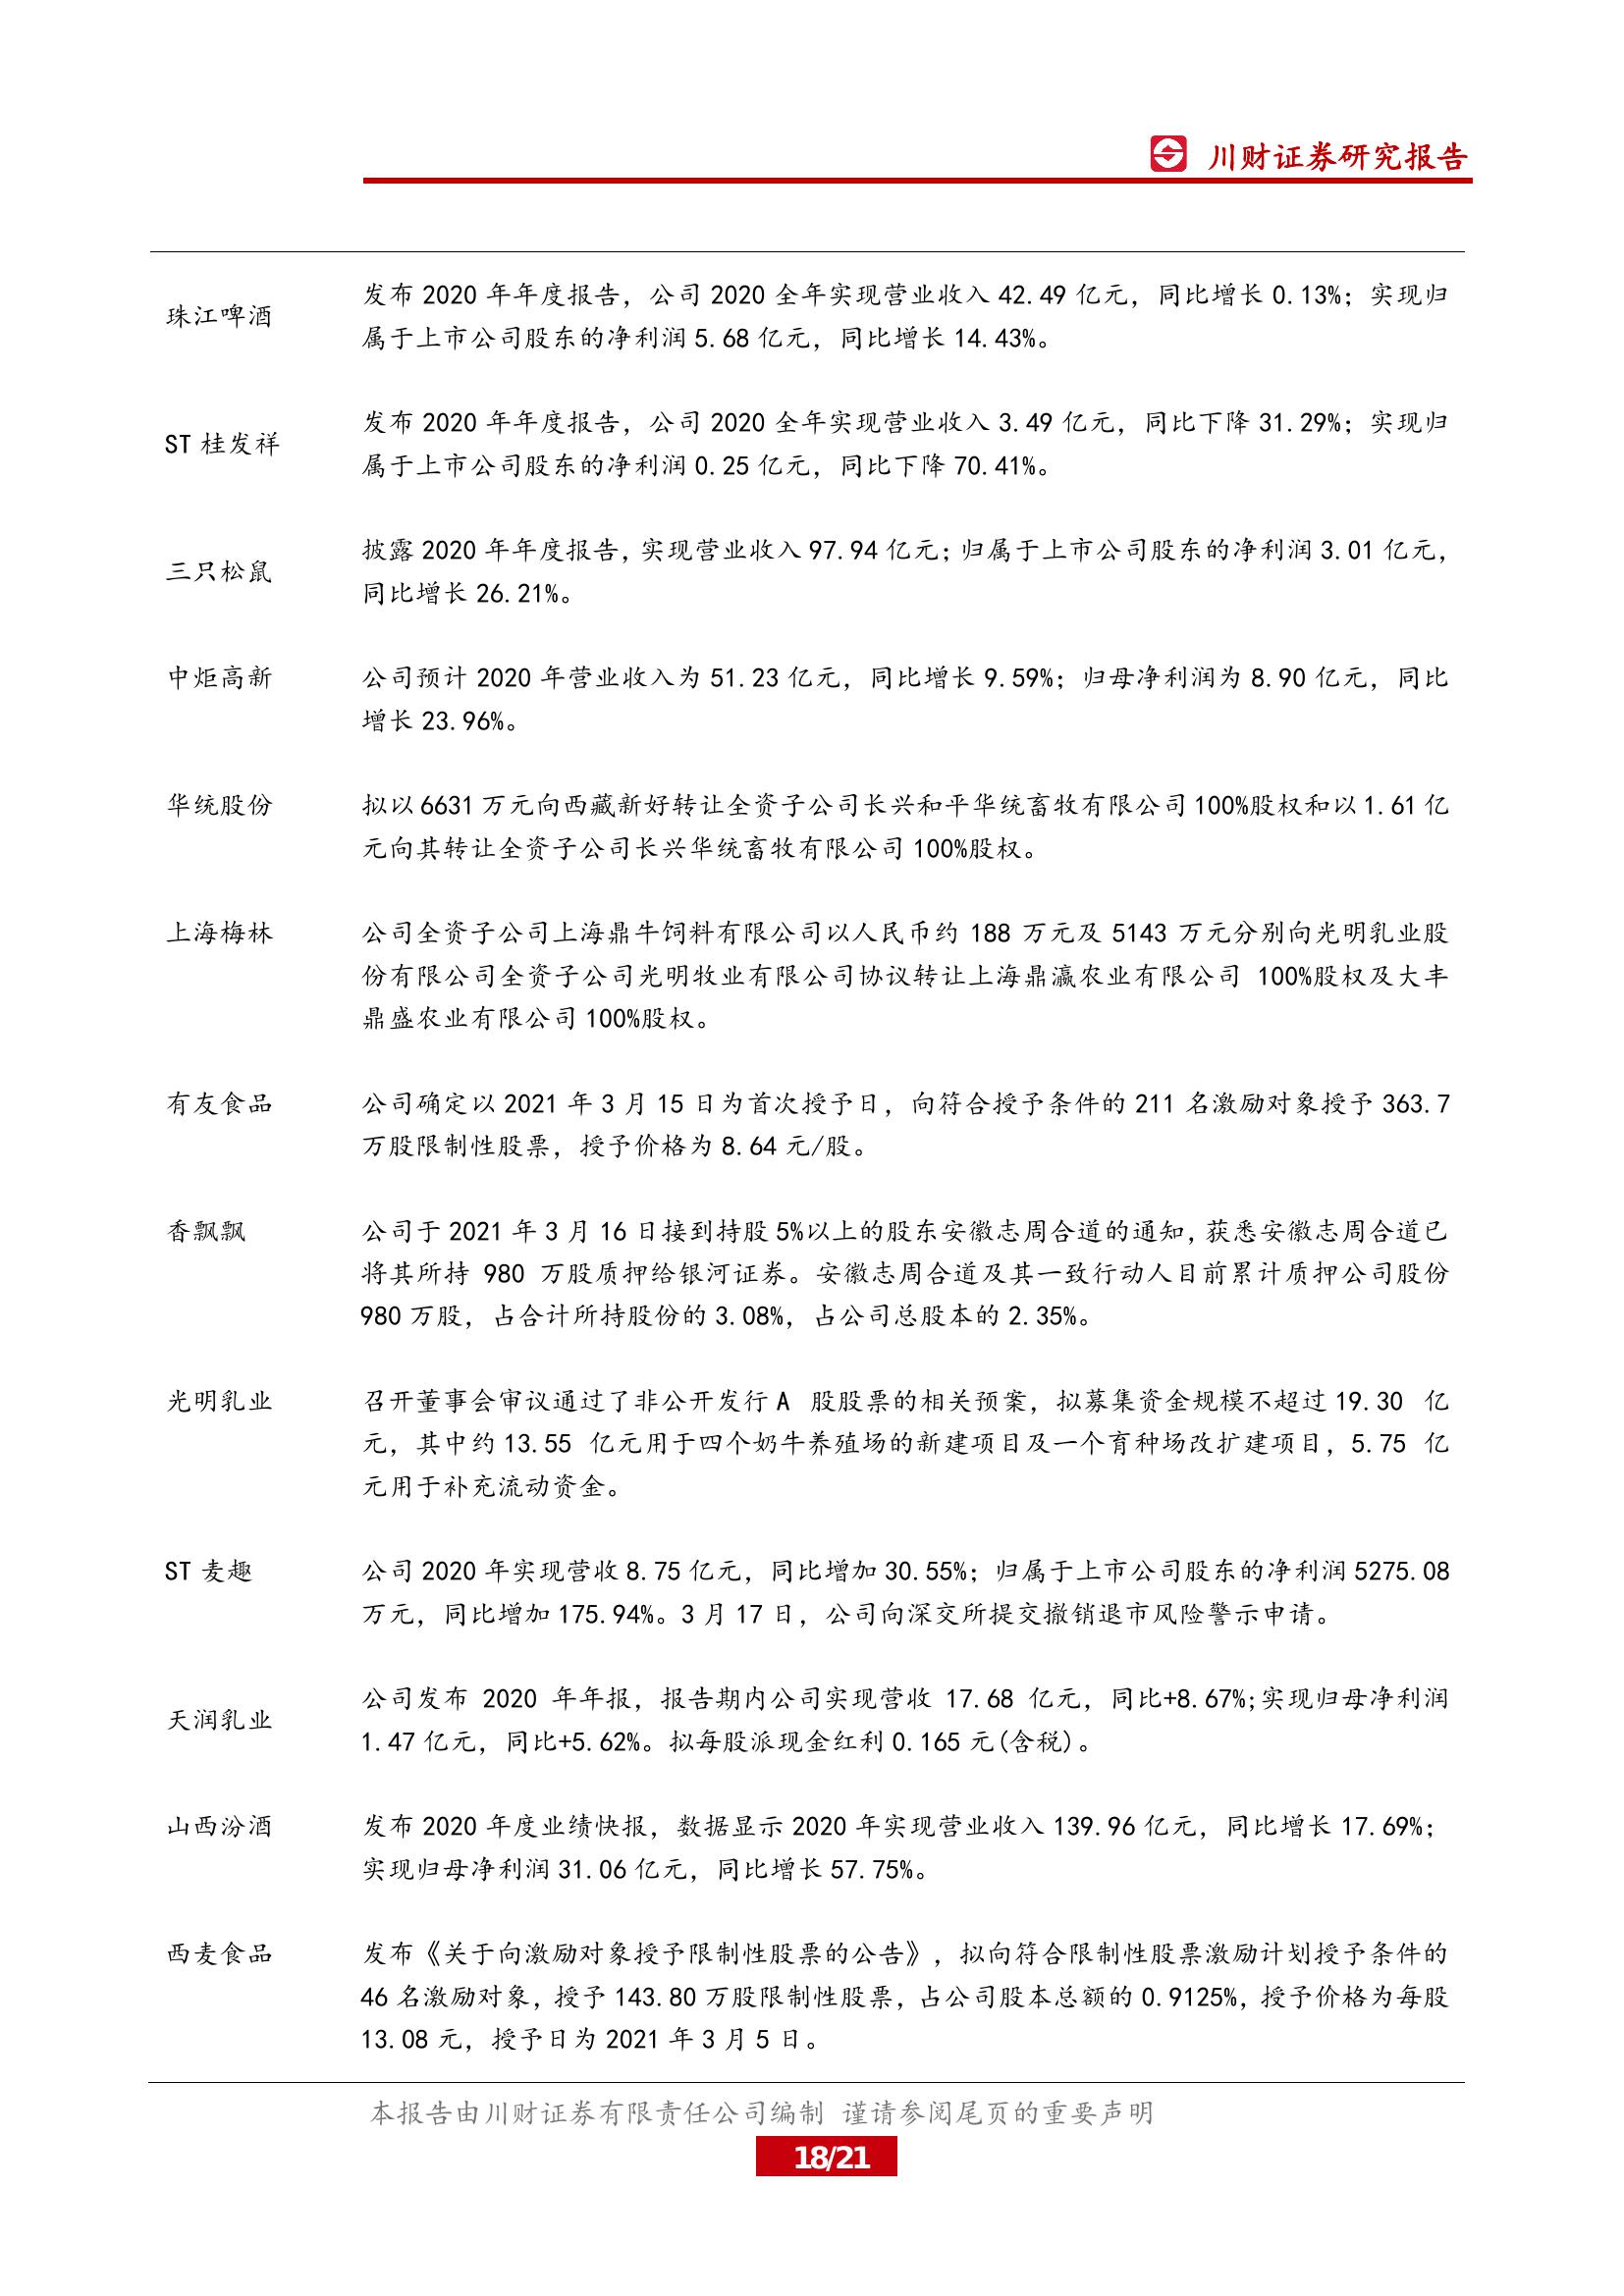 川财证券研究报告
珠江啤酒
发布 2020 年年度报告，公司 2020 全年实现营业收入 42.49 亿元，同比增长 0.13%；实现归
属于上市公司股东的净利润 5.68 亿元，同比增长 14.43%。
ST 桂发祥
发布 2020 年年度报告，公司 2020 全年实现营业收入 3.49 亿元，同比下降 31.29%；实现归
属于上市公司股东的净利润 0.25 亿元，同比下降 70.41%。
三只松鼠
披露 2020 年年度报告，实现营业收入 97.94 亿元；归属于上市公司股东的净利润 3.01 亿元，
同比增长 26.21%。
中炬高新
公司预计 2020 年营业收入为 51.23 亿元，同比增长 9.59%；归母净利润为 8.90 亿元，同比
增长 23.96%。
华统股份
拟以 6631 万元向西藏新好转让全资子公司长兴和平华统畜牧有限公司 100%股权和以 1.61 亿
元向其转让全资子公司长兴华统畜牧有限公司 100%股权。
上海梅林
公司全资子公司上海鼎牛饲料有限公司以人民币约 188 万元及 5143 万元分别向光明乳业股
份有限公司全资子公司光明牧业有限公司协议转让上海鼎瀛农业有限公司 100%股权及大丰
鼎盛农业有限公司 100%股权。
有友食品
公司确定以 2021 年 3 月 15 日为首次授予日，向符合授予条件的 211 名激励对象授予 363.7
万股限制性股票，授予价格为 8.64 元/股。
香飘飘
公司于 2021 年 3 月 16 日接到持股 5%以上的股东安徽志周合道的通知，获悉安徽志周合道已
将其所持 980 万股质押给银河证券。安徽志周合道及其一致行动人目前累计质押公司股份
980 万股，占合计所持股份的 3.08%，占公司总股本的 2.35%。
光明乳业
召开董事会审议通过了非公开发行 A 股股票的相关预案，拟募集资金规模不超过 19.30 亿
元，其中约 13.55 亿元用于四个奶牛养殖场的新建项目及一个育种场改扩建项目，5.75 亿
元用于补充流动资金。
ST 麦趣
公司 2020 年实现营收 8.75 亿元，同比增加 30.55%；归属于上市公司股东的净利润 5275.08
万元，同比增加 175.94%。3 月 17 日，公司向深交所提交撤销退市风险警示申请。
天润乳业
公司发布 2020 年年报，报告期内公司实现营收 17.68 亿元，同比+8.67%;实现归母净利润
1.47 亿元，同比+5.62%。拟每股派现金红利 0.165 元(含税)。
山西汾酒
发布 2020 年度业绩快报，数据显示 2020 年实现营业收入 139.96 亿元，同比增长 17.69%；
实现归母净利润 31.06 亿元，同比增长 57.75%。
西麦食品
发布《关于向激励对象授予限制性股票的公告》，拟向符合限制性股票激励计划授予条件的
46 名激励对象，授予 143.80 万股限制性股票，占公司股本总额的 0.9125%，授予价格为每股
13.08 元，授予日为 2021 年 3 月 5 日。
本报告由川财证券有限责任公司编制 谨请参阅尾页的重要声明
18/21